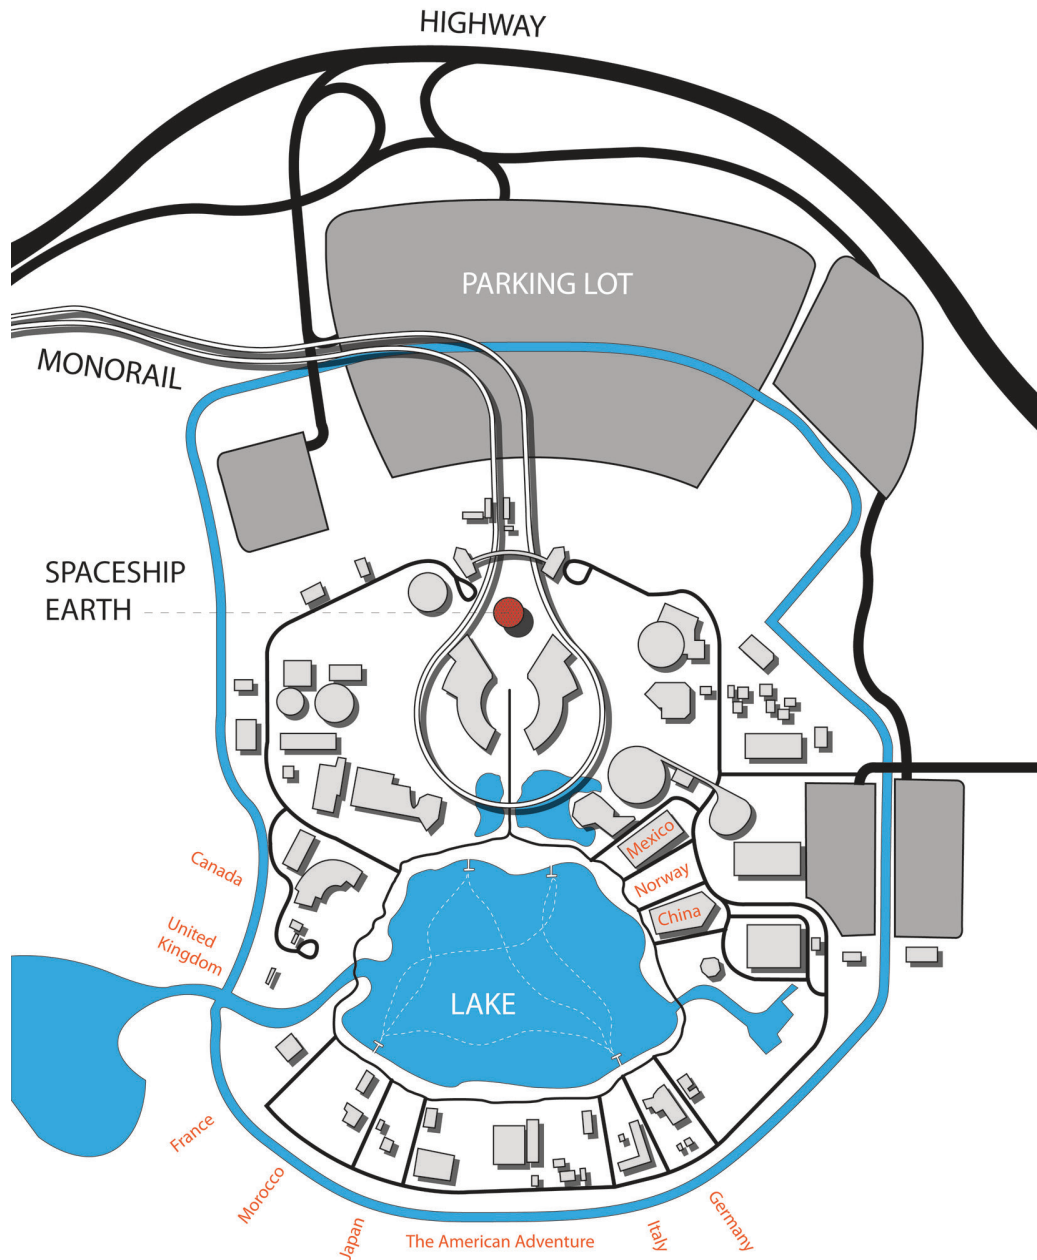 HIGHWAY
PARKING LOT
MONORAIL
SPACESHIP
EARTH
Mexico
Canada
Norway
China
United
Kingdom
LAKE
France
Morocco
Japan
The American Adventure
Italy
Germany